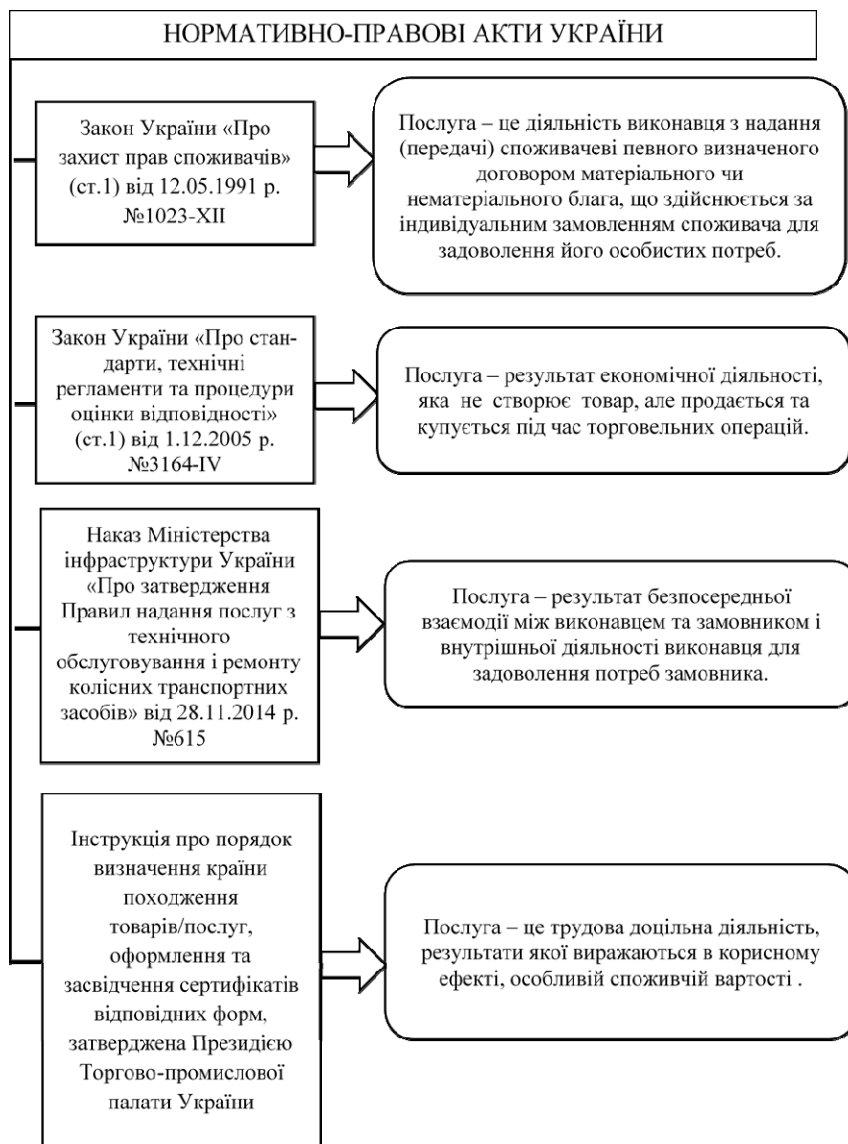 НОРМАТИВНО-ПРАВОВІ АКТИ УКРАЇНИ
Закон України «Про
захист прав споживачів»
(ст.1) від 12.05.1991 р.
№1023-XII
Послуга – це діяльність виконавця з надання
(передачі) споживачеві певного визначеного
договором матеріального чи
нематеріального блага, що здійснюється за
індивідуальним замовленням споживача для
задоволення його особистих потреб.
Закон України «Про стан-
дарти, технічні
регламенти та процедури
оцінки відповідності»
(ст.1) від 1.12.2005 р.
№3164-IV
Послуга – результат економічної діяльності,
яка не створює товар, але продається та
купується під час торговельних операцій.
Наказ Міністерства
інфраструктури України
«Про затвердження
Правил надання послуг з
технічного
обслуговування і ремонту
колісних транспортних
засобів» від 28.11.2014 р.
№615
Послуга – результат безпосередньої
взаємодії між виконавцем та замовником і
внутрішньої діяльності виконавця для
задоволення потреб замовника.
Інструкція про порядок
визначення країни
походження
товарів/послуг,
оформлення та
засвідчення сертифікатів
відповідних форм,
затверджена Президією
Торгово-промислової
палати України
Послуга – це трудова доцільна діяльність,
результати якої виражаються в корисному
ефекті, особливій споживчій вартості .